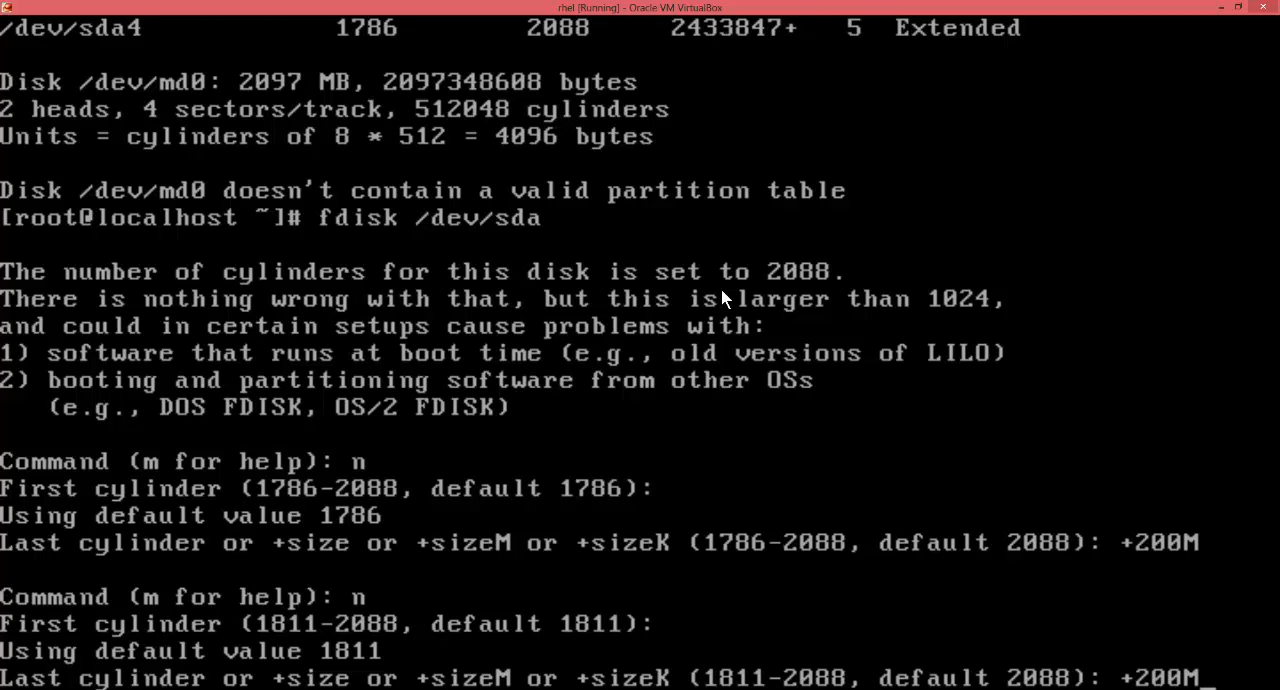 rhel [Running] - Oracle VM VirtualBox
/dev/sda4 1786 2088 2433847+ 5 Extended
Disk /dev/md0: 2097 MB, 2097348608 bytes
2 heads, 4 sectors/track, 512048 cylinders
Units = cylinders of 8 * 512 = 4096 bytes
Disk /dev/md0 doesn't contain a valid partition table
[root@localhost ~]# fdisk /dev/sda
The number of cylinders for this disk is set to 2088.
There is nothing wrong with that, but this is larger than 1024,
and could in certain setups cause problems with:
1) software that runs at boot time (e.g., old versions of LILO)
2) booting and partitioning software from other OSs
(e.g., DOS FDISK, OS/2 FDISK)
Command (m for help): n
First cylinder (1786-2088, default 1786):
Using default value 1786
Last cylinder or +size or +sizeM or +sizeK (1786-2088, default 2088): +200M
Command (m for help): n
First cylinder (1811-2088, default 1811):
Using default value 1811
Last cylinder or +size or +sizeM or +sizeK (1811-2088, default 2088): +200M_